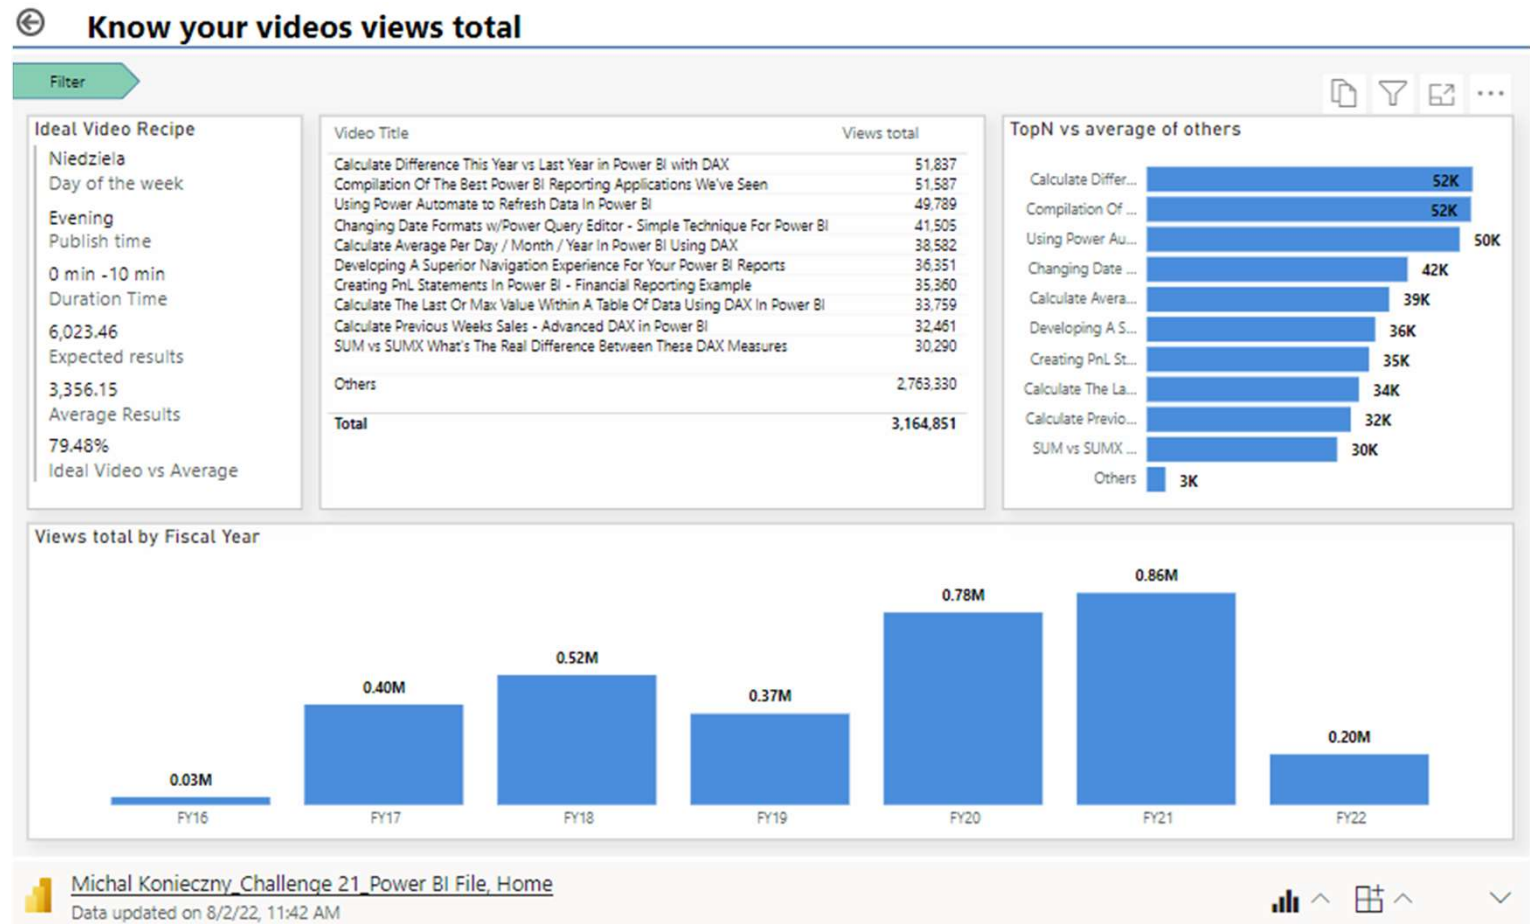 Know your videos views total
Filter
Ideal Video Recipe
Niedziela
Day of the week
Evening
Publish time
0 min -10 min
Duration Time
6,023.46
Expected results
3,356.15
Average Results
79.48%
Ideal Video vs Average
Video Title Views total
Calculate Difference This Year vs Last Year in Power BI with DAX 51,837
Compilation Of The Best Power BI Reporting Applications We've Seen 51,587
Using Power Automate to Refresh Data In Power BI 49,789
Changing Date Formats w/Power Query Editor - Simple Technique For Power BI 41,505
Calculate Average Per Day / Month / Year In Power BI Using DAX 38,582
Developing A Superior Navigation Experience For Your Power BI Reports 36,351
Creating PnL Statements In Power BI - Financial Reporting Example 35,360
Calculate The Last Or Max Value Within A Table Of Data Using DAX In Power BI 33,759
Calculate Previous Weeks Sales - Advanced DAX in Power BI 32,461
SUM vs SUMX What's The Real Difference Between These DAX Measures 30,290
Others 2,763,330
Total 3,164,851
TopN vs average of others
Calculate Differ... 52K
Compilation Of ... 52K
Using Power Au... 50K
Changing Date ... 42K
Calculate Avera... 39K
Developing A S... 36K
Creating PnL St... 35K
Calculate The La... 34K
Calculate Previo... 32K
SUM vs SUMX ... 30K
Others 3K
Views total by Fiscal Year
0.03M 0.40M 0.52M 0.37M 0.78M 0.86M 0.20M
FY16 FY17 FY18 FY19 FY20 FY21 FY22
Michal Konieczny_Challenge 21_Power BI File, Home
Data updated on 8/2/22, 11:42 AM